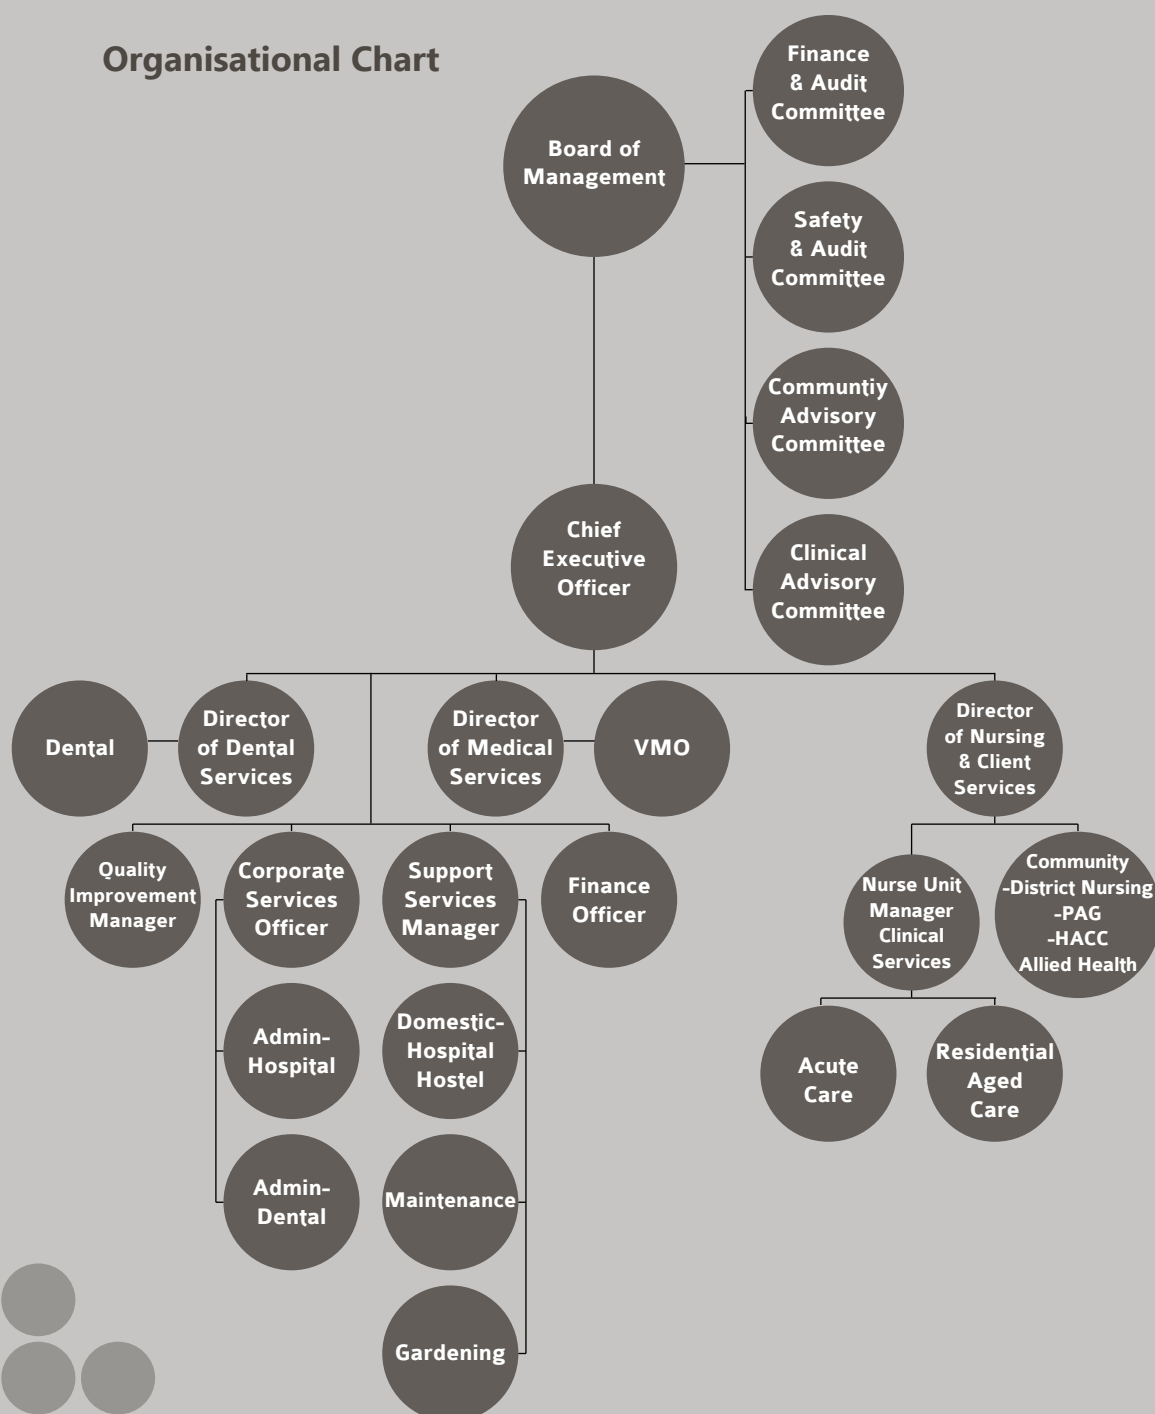 Organisational Chart
Finance
& Audit
Committee
Board of
Management
Safety
& Audit
Committee
Communtiy
Advisory
Committee
Chief
Executive
Officer
Clinical
Advisory
Committee
Dental
Director
of Dental
Services
Director
of Medical
Services
VMO
Director
of Nursing
& Client
Services
Quality
Improvement
Manager
Corporate
Services
Officer
Support
Services
Manager
Finance
Officer
Nurse Unit
Manager
Clinical
Services
Community
-District Nursing
-PAG
-HACC
Allied Health
Admin-
Hospital
Domestic-
Hospital
Hostel
Acute
Care
Residential
Aged
Care
Admin-
Dental
Maintenance
Gardening